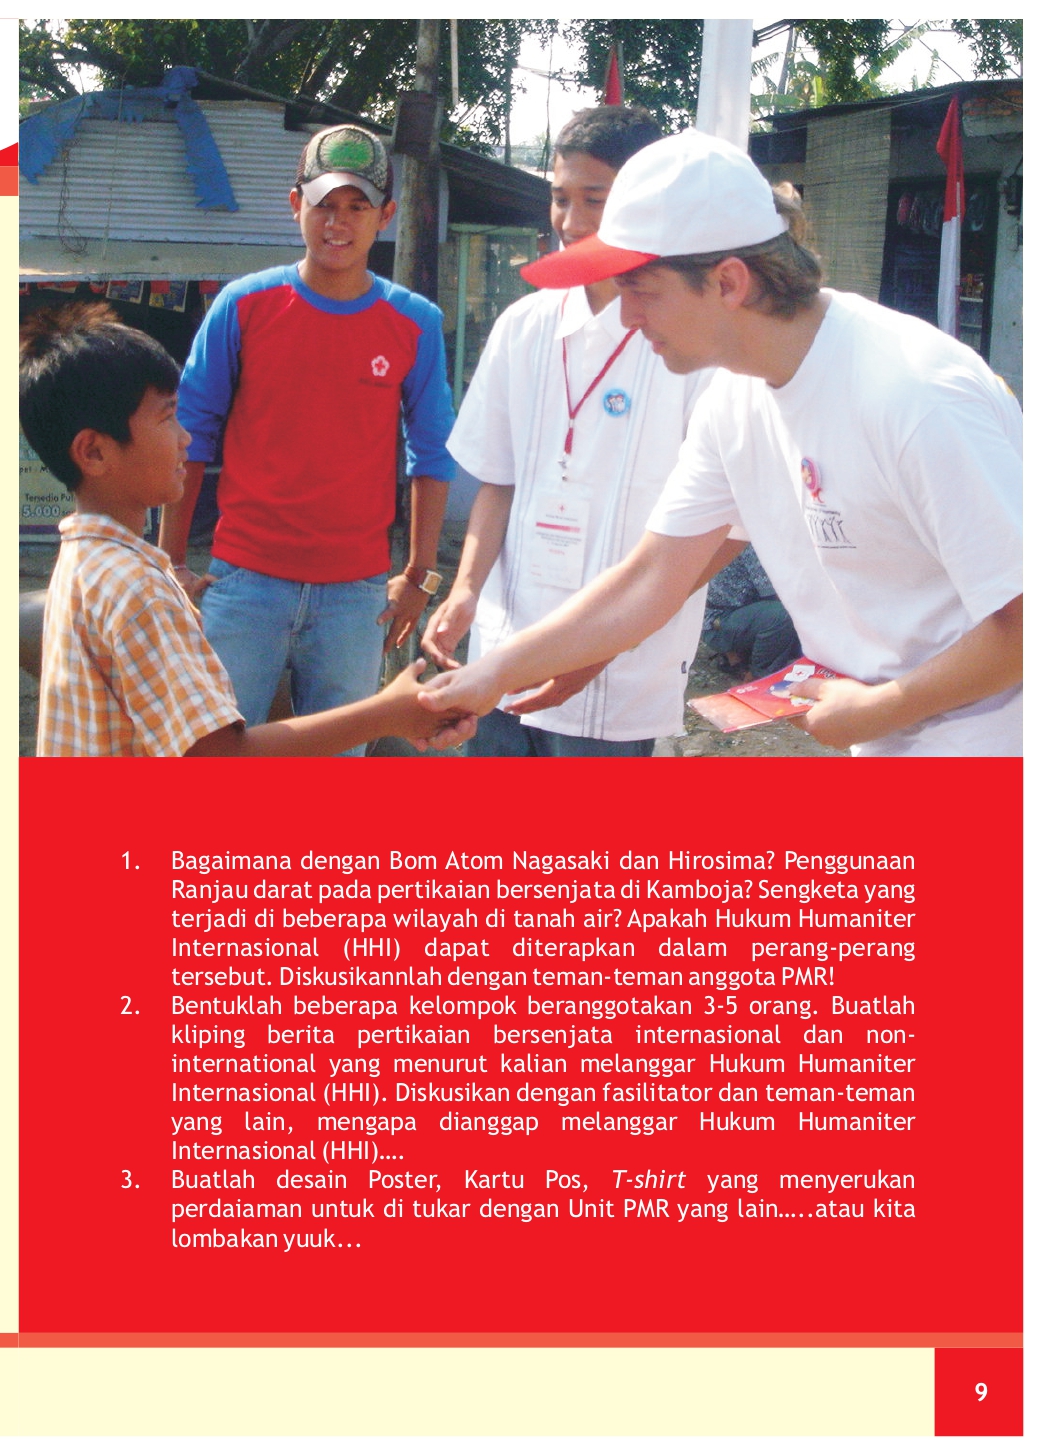 Tersedia Pul
5.000
1. Bagaimana dengan Bom Atom Nagasaki dan Hirosima? Penggunaan
Ranjau darat pada pertikaian bersenjata di Kamboja? Sengketa yang
terjadi di beberapa wilayah di tanah air? Apakah Hukum Humaniter
Internasional (HHI) dapat diterapkan dalam perang-perang
tersebut. Diskusikannlah dengan teman-teman anggota PMR!
2. Bentuklah beberapa kelompok beranggotakan 3-5 orang. Buatlah
kliping berita pertikaian bersenjata internasional dan non-
international yang menurut kalian melanggar Hukum Humaniter
Internasional (HHI). Diskusikan dengan fasilitator dan teman-teman
yang lain, mengapa dianggap melanggar Hukum Humaniter
Internasional (HHI)….
3. Buatlah desain Poster, Kartu Pos, T-shirt yang menyerukan
perdaiaman untuk di tukar dengan Unit PMR yang lain…..atau kita
lombakan yuuk...
9